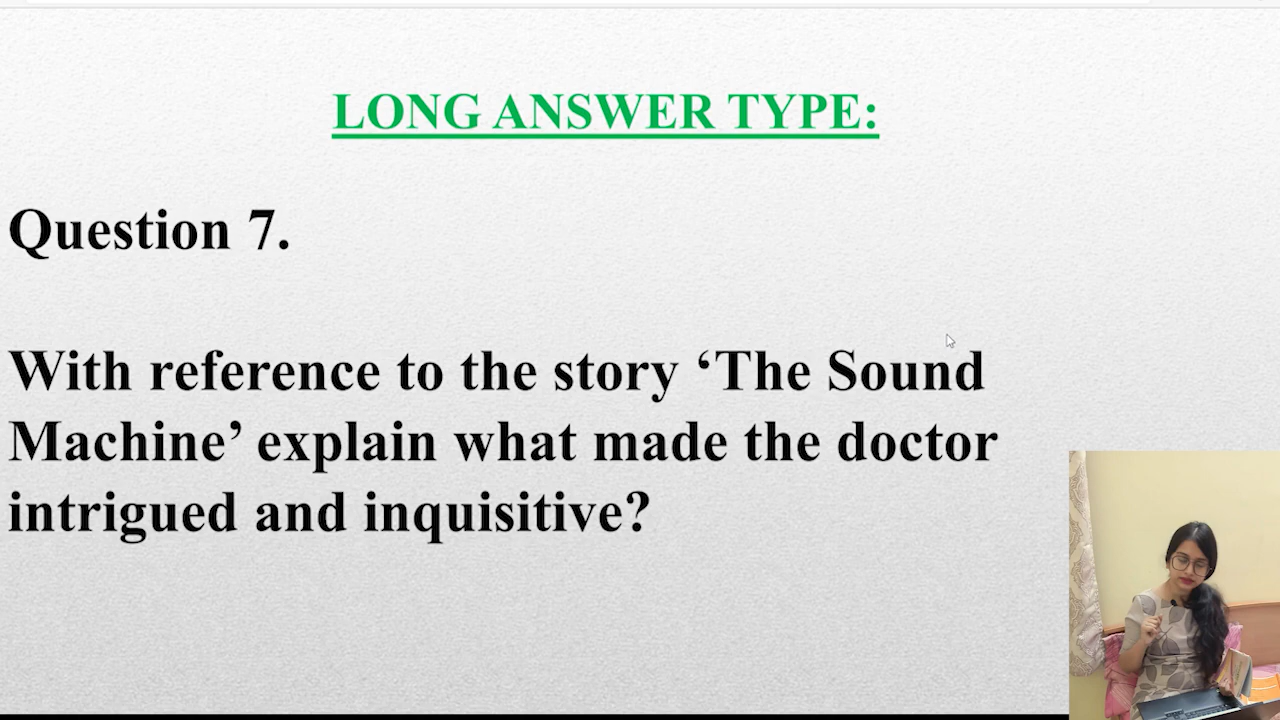 LONG ANSWER TYPE:
Question 7.
With reference to the story ‘The Sound
Machine’ explain what made the doctor
intrigued and inquisitive?